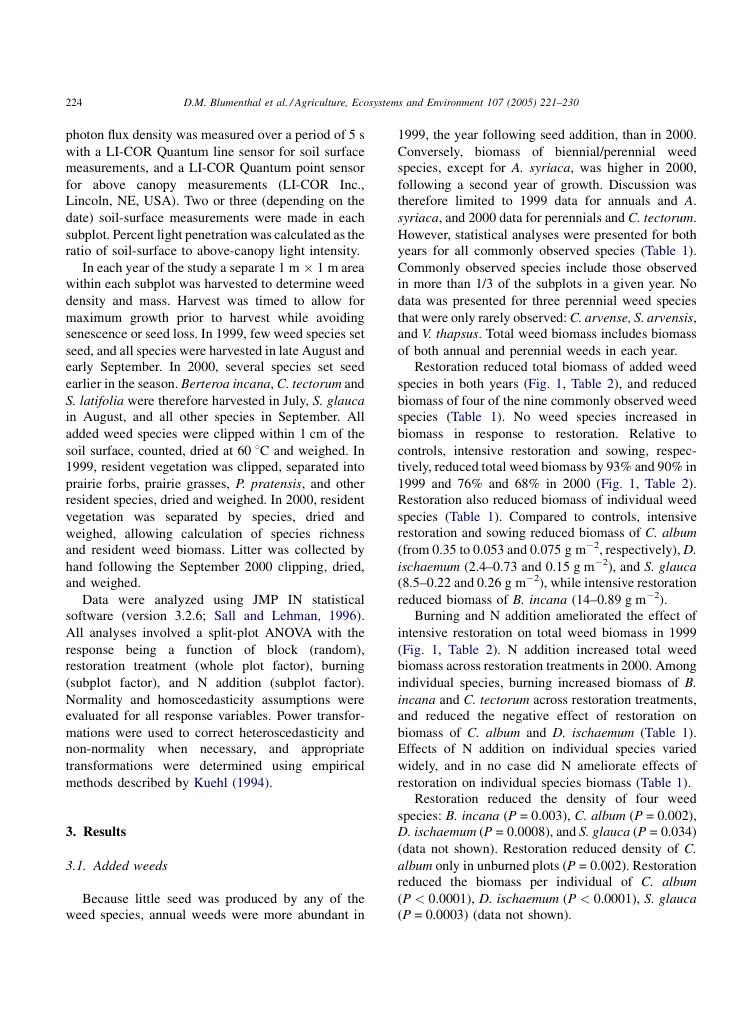 224
D.M. Blumenthal et al. / Agriculture, Ecosystems and Environment 107 (2005) 221–230
photon flux density was measured over a period of 5 s
with a LI-COR Quantum line sensor for soil surface
measurements, and a LI-COR Quantum point sensor
for above canopy measurements (LI-COR Inc.,
Lincoln, NE, USA). Two or three (depending on the
date) soil-surface measurements were made in each
subplot. Percent light penetration was calculated as the
ratio of soil-surface to above-canopy light intensity.
In each year of the study a separate 1 m × 1 m area
within each subplot was harvested to determine weed
density and mass. Harvest was timed to allow for
maximum growth prior to harvest while avoiding
senescence or seed loss. In 1999, few weed species set
seed, and all species were harvested in late August and
early September. In 2000, several species set seed
earlier in the season. Berteroa incana, C. tectorum and
S. latifolia were therefore harvested in July, S. glauca
in August, and all other species in September. All
added weed species were clipped within 1 cm of the
soil surface, counted, dried at 60 °C and weighed. In
1999, resident vegetation was clipped, separated into
prairie forbs, prairie grasses, P. pratensis, and other
resident species, dried and weighed. In 2000, resident
vegetation was separated by species, dried and
weighed, allowing calculation of species richness
and resident weed biomass. Litter was collected by
hand following the September 2000 clipping, dried,
and weighed.
Data were analyzed using JMP IN statistical
software (version 3.2.6; Sall and Lehman, 1996).
All analyses involved a split-plot ANOVA with the
response being a function of block (random),
restoration treatment (whole plot factor), burning
(subplot factor), and N addition (subplot factor).
Normality and homoscedasticity assumptions were
evaluated for all response variables. Power transfor-
mations were used to correct heteroscedasticity and
non-normality when necessary, and appropriate
transformations were determined using empirical
methods described by Kuehl (1994).
3. Results
3.1. Added weeds
Because little seed was produced by any of the
weed species, annual weeds were more abundant in
1999, the year following seed addition, than in 2000.
Conversely, biomass of biennial/perennial weed
species, except for A. syriaca, was higher in 2000,
following a second year of growth. Discussion was
therefore limited to 1999 data for annuals and A.
syriaca, and 2000 data for perennials and C. tectorum.
However, statistical analyses were presented for both
years for all commonly observed species (Table 1).
Commonly observed species include those observed
in more than 1/3 of the subplots in a given year. No
data was presented for three perennial weed species
that were only rarely observed: C. arvense, S. arvensis,
and V. thapsus. Total weed biomass includes biomass
of both annual and perennial weeds in each year.
Restoration reduced total biomass of added weed
species in both years (Fig. 1, Table 2), and reduced
biomass of four of the nine commonly observed weed
species (Table 1). No weed species increased in
biomass in response to restoration. Relative to
controls, intensive restoration and sowing, respec-
tively, reduced total weed biomass by 93% and 90% in
1999 and 76% and 68% in 2000 (Fig. 1, Table 2).
Restoration also reduced biomass of individual weed
species (Table 1). Compared to controls, intensive
restoration and sowing reduced biomass of C. album
(from 0.35 to 0.053 and 0.075 g m−2, respectively), D.
ischaemum (2.4–0.73 and 0.15 g m−2), and S. glauca
(8.5–0.22 and 0.26 g m−2), while intensive restoration
reduced biomass of B. incana (14–0.89 g m−2).
Burning and N addition ameliorated the effect of
intensive restoration on total weed biomass in 1999
(Fig. 1, Table 2). N addition increased total weed
biomass across restoration treatments in 2000. Among
individual species, burning increased biomass of B.
incana and C. tectorum across restoration treatments,
and reduced the negative effect of restoration on
biomass of C. album and D. ischaemum (Table 1).
Effects of N addition on individual species varied
widely, and in no case did N ameliorate effects of
restoration on individual species biomass (Table 1).
Restoration reduced the density of four weed
species: B. incana (P = 0.003), C. album (P = 0.002),
D. ischaemum (P = 0.0008), and S. glauca (P = 0.034)
(data not shown). Restoration reduced density of C.
album only in unburned plots (P = 0.002). Restoration
reduced the biomass per individual of C. album
(P < 0.0001), D. ischaemum (P < 0.0001), S. glauca
(P = 0.0003) (data not shown).